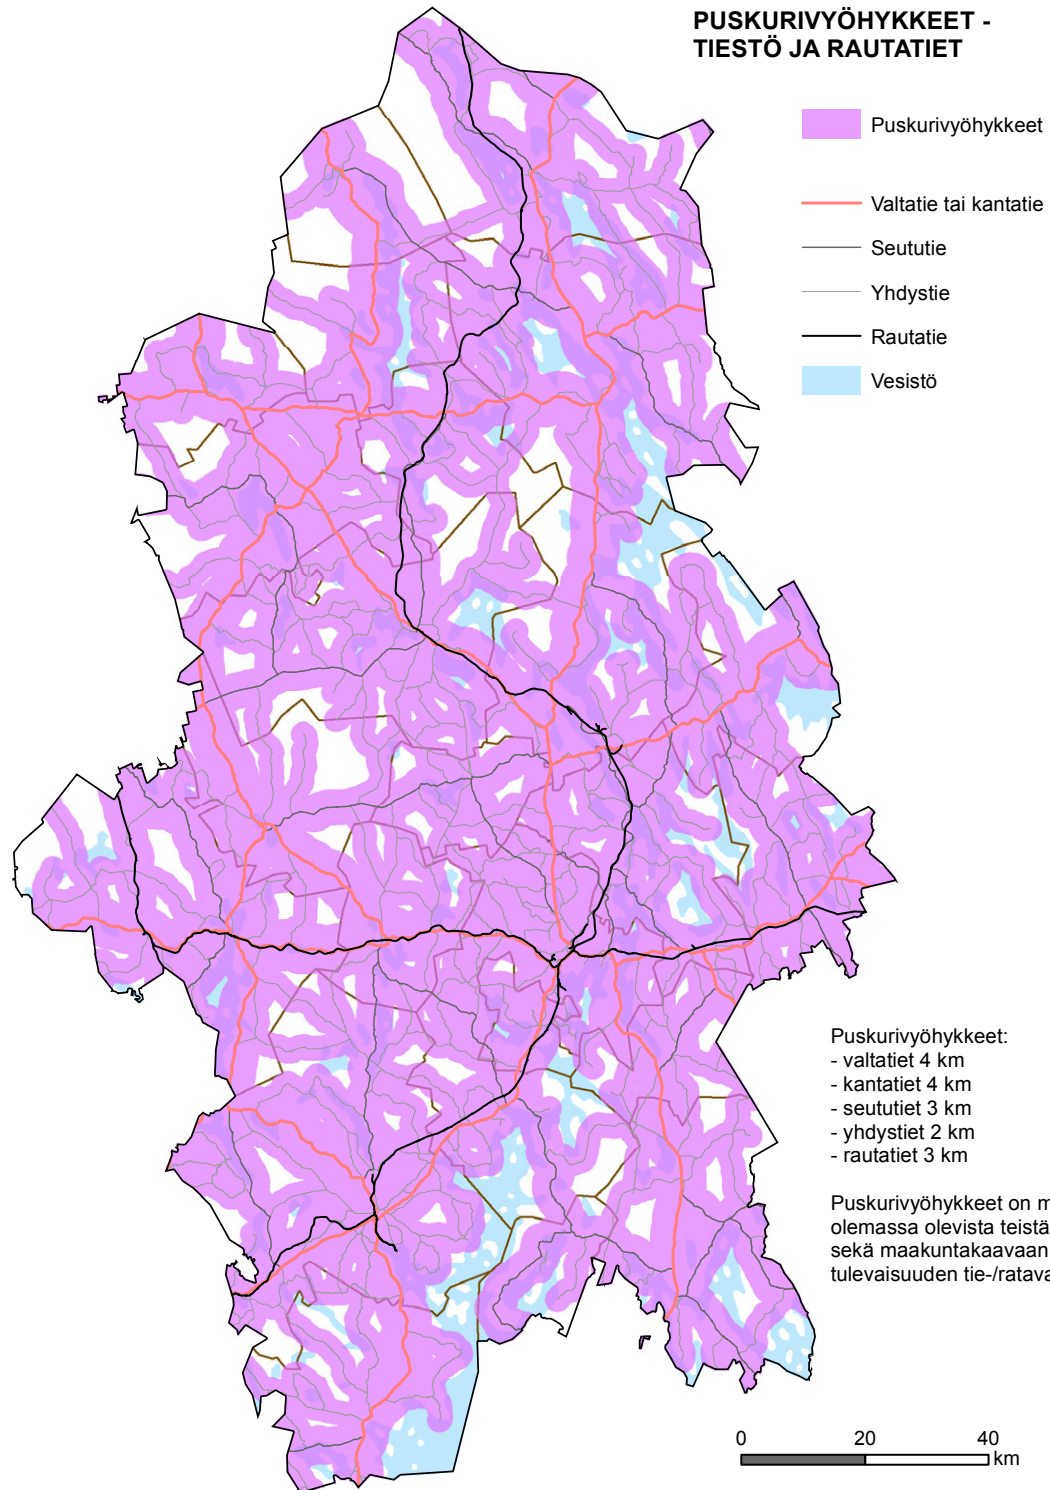 PUSKURIVYÖHYKKEET -
TIESTÖ JA RAUTATIET
Puskurivyöhykkeet
Valtatie tai kantatie
Seututie
Yhdystie
Rautatie
Vesistö
Puskurivyöhykkeet:
- valtatiet 4 km
- kantatiet 4 km
- seututiet 3 km
- yhdystiet 2 km
- rautatiet 3 km
Puskurivyöhykkeet on m
olemassa olevista teistä
sekä maakuntakaavaan
tulevaisuuden tie-/ratava
0 20 40
km